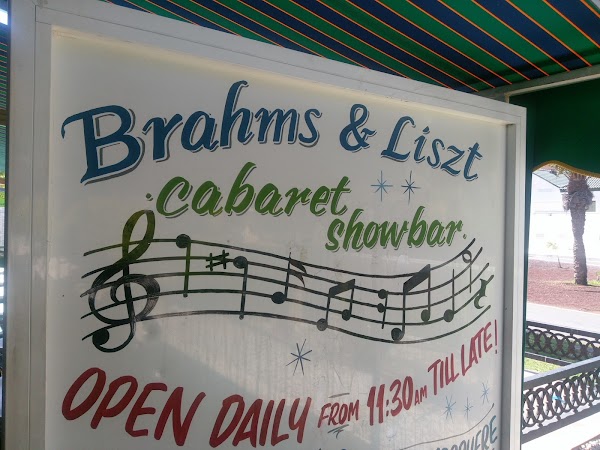 Brahms & Liszt
Cabaret
Showbar
OPEN DAILY FROM 11:30AM TILL LATE!